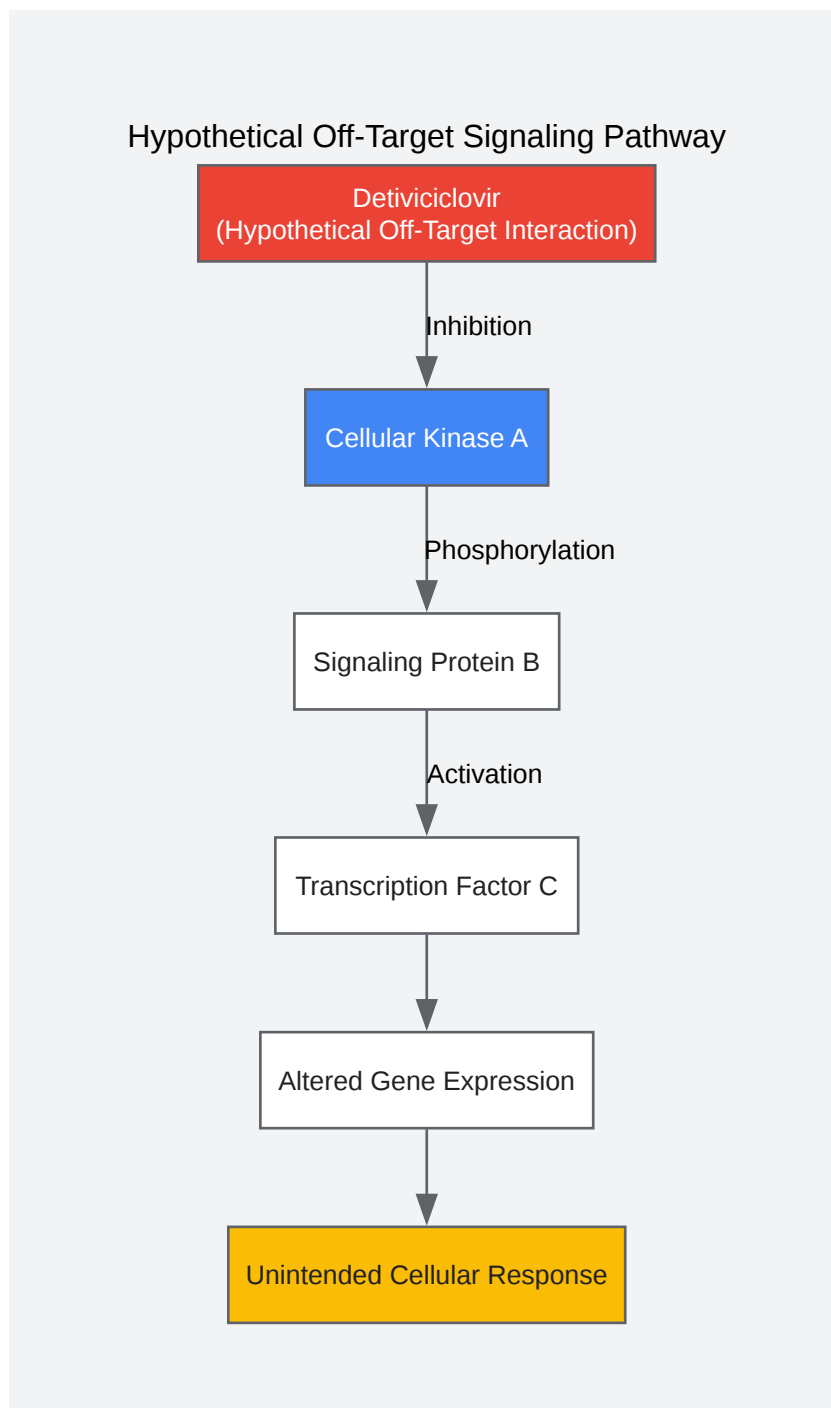 Hypothetical Off-Target Signaling Pathway
Detiviciclovir
(Hypothetical Off-Target Interaction)
Inhibition
Cellular Kinase A
Phosphorylation
Signaling Protein B
Activation
Transcription Factor C
Altered Gene Expression
Unintended Cellular Response